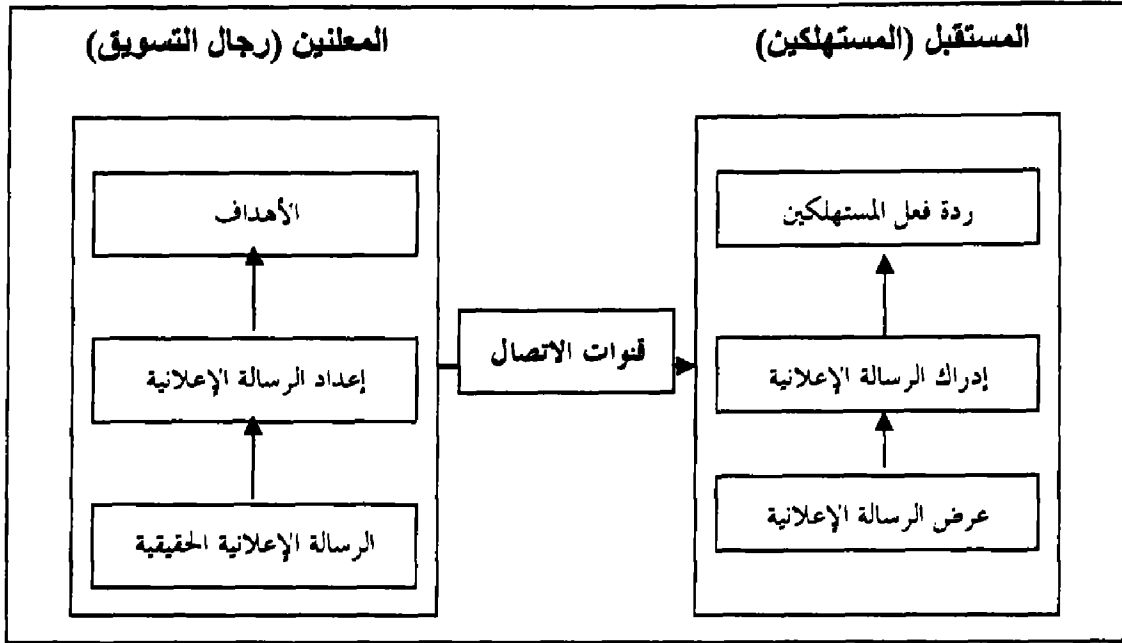 المستقبل (المستهلكين)
المعلنين (رجال التسويق)
ردة فعل المستهلكين
إدراك الرسالة الإعلانية
عرض الرسالة الإعلانية
قنوات الاتصال
الأهداف
إعداد الرسالة الإعلانية
الرسالة الإعلانية الحقيقية